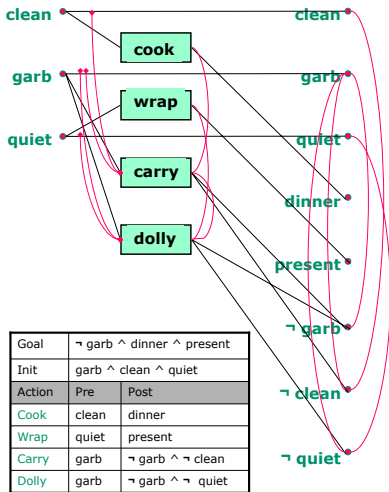 clean
clean
cook
garb
garb
wrap
quiet
quiet
carry
dinner
dolly
present
¬ garb
¬ clean
¬ quiet
Goal ¬ garb ^ dinner ^ present
Init garb ^ clean ^ quiet
Action Pre Post
Cook clean dinner
Wrap quiet present
Carry garb ¬ garb ^ ¬ clean
Dolly garb ¬ garb ^ ¬ quiet